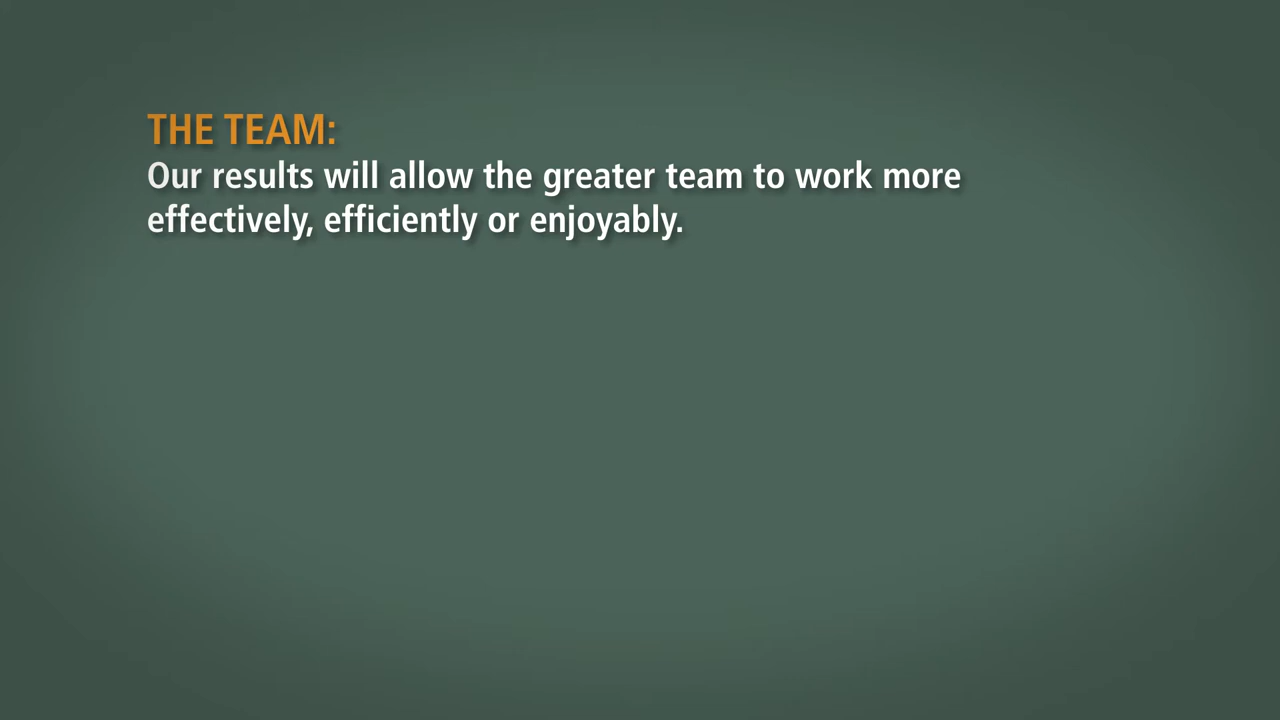 THE TEAM:
Our results will allow the greater team to work more
effectively, efficiently or enjoyably.